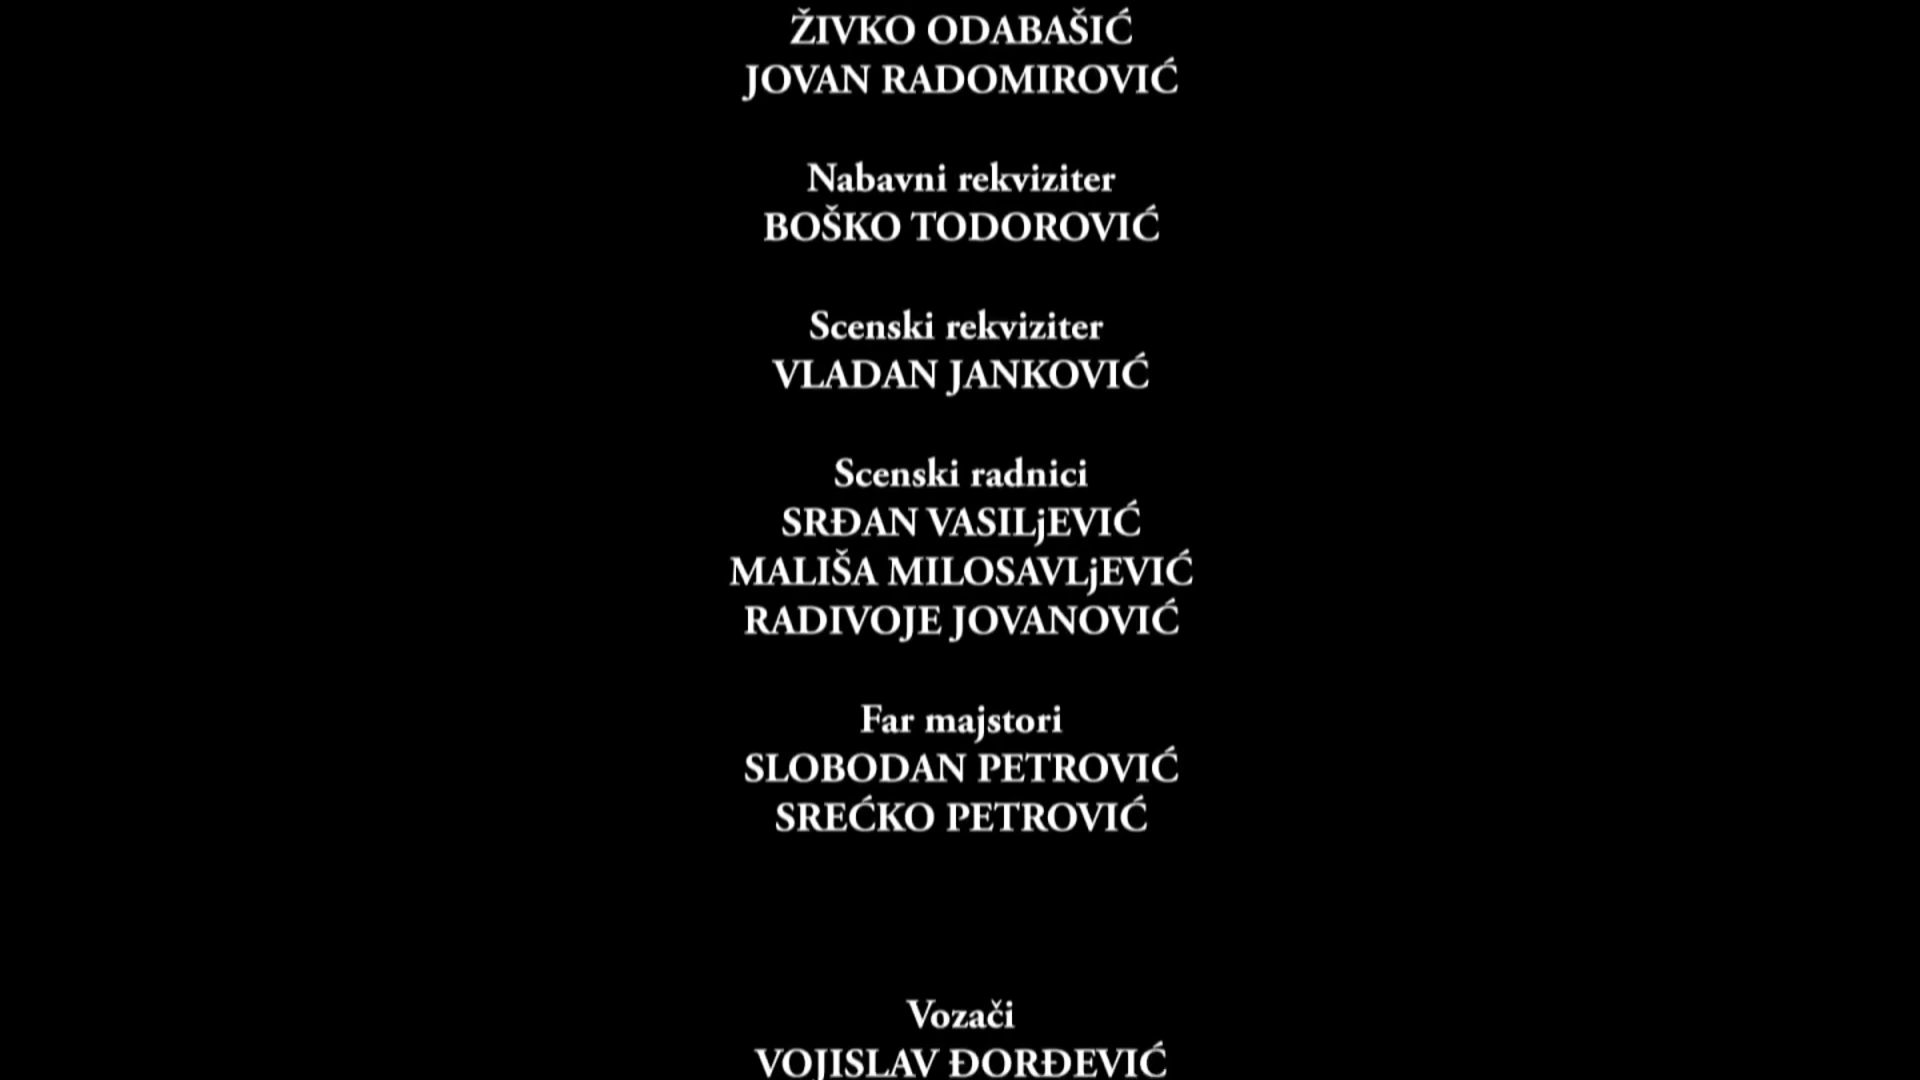 ŽIVKO ODABAŠIĆ
JOVAN RADOMIROVIĆ
Nabavni rekviziter
BOŠKO TODOROVIĆ
Scenski rekviziter
VLADAN JANKOVIĆ
Scenski radnici
SRĐAN VASILjEVIĆ
MALIŠA MILOSAVLjEVIĆ
RADIVOJE JOVANOVIĆ
Far majstori
SLOBODAN PETROVIĆ
SREĆKO PETROVIĆ
Vozači
VOJISLAV ĐORĐEVIĆ